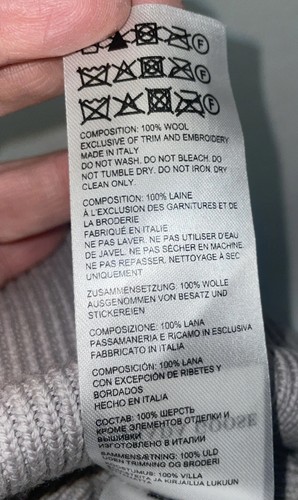 F
F
F
COMPOSITION: 100% WOOL
EXCLUSIVE OF TRIM AND EMBROIDERY
MADE IN ITALY
DO NOT WASH. DO NOT BLEACH. DO
NOT TUMBLE DRY. DO NOT IRON. DRY
CLEAN ONLY.
COMPOSITION: 100% LAINE
À L'EXCLUSION DES GARNITURES ET DE
LA BRODERIE
FABRIQUÉ EN ITALIE
NE PAS LAVER. NE PAS UTILISER D'EAU
DE JAVEL. NE PAS SÉCHER EN MACHINE.
NE PAS REPASSER. NETTOYAGE À SEC
UNIQUEMENT
ZUSAMMENSETZUNG: 100% WOLLE
AUSGENOMMEN VON BESATZ UND
STICKEREIEN
COMPOSIZIONE: 100% LANA
PASSAMANERIA E RICAMO IN ESCLUSIVA
FABBRICATO IN ITALIA
COMPOSICIÓN: 100% LANA
CON EXCEPCIÓN DE RIBETES Y
BORDADOS
HECHO EN ITALIA
СОСТАВ: 100% ШЕРСТЬ
КРОМЕ ЭЛЕМЕНТОВ ОТДЕЛКИ И
ВЫШИВКИ
ИЗГОТОВЛЕНО В ИТАЛИИ
SAMMENSÆTNING: 100% ULD
UDEN TRIMNING OG BRODERI
100% VILLA